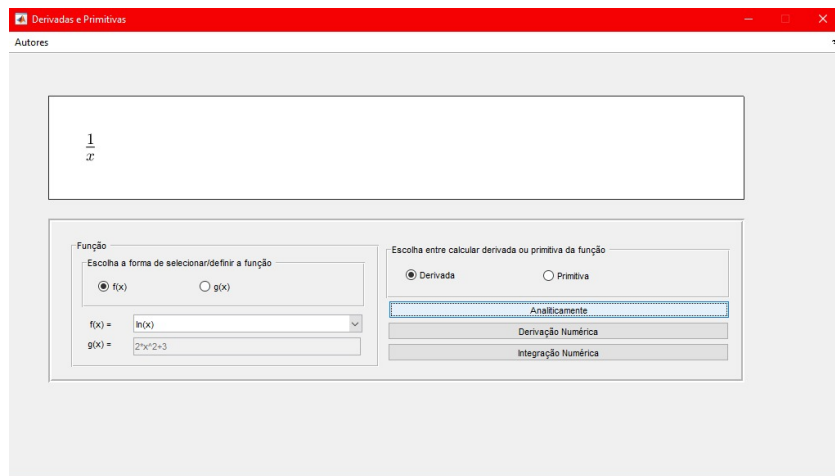 Derivadas e Primitivas
Autores
1
x
Função
Escolha a forma de selecionar/definir a função
f(x)
g(x)
f(x) =
ln(x)
g(x) =
2*x^2+3
Escolha entre calcular derivada ou primitiva da função
Derivada
Primitiva
Analiticamente
Derivação Numérica
Integração Numérica